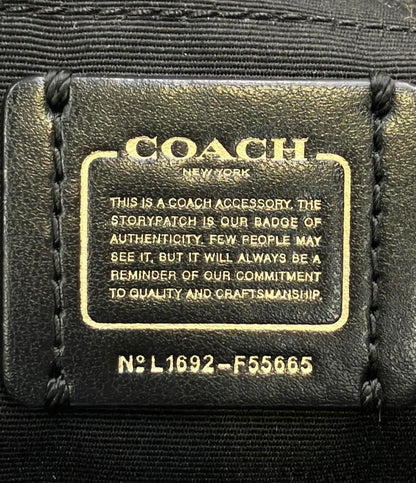 COACH
NEW YORK
THIS IS A COACH ACCESSORY. THE
STORYPATCH IS OUR BADGE OF
AUTHENTICITY. FEW PEOPLE MAY
SEE IT, BUT IT WILL ALWAYS BE A
REMINDER OF OUR COMMITMENT
TO QUALITY AND CRAFTSMANSHIP.
Nº L1692-F55665